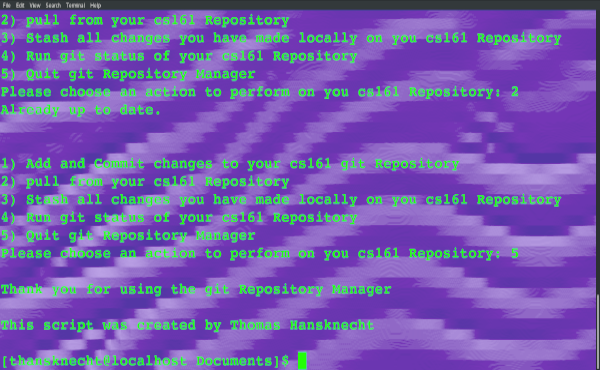 File Edit View Search Terminal Help
2) pull from your cs161 Repository
3) Stash all changes you have made locally on you cs161 Repository
4) Run git status of your cs161 Repository
5) Quit git Repository Manager
Please choose an action to perform on you cs161 Repository: 2
Already up to date.
1) Add and Commit changes to your cs161 git Repository
2) pull from your cs161 Repository
3) Stash all changes you have made locally on you cs161 Repository
4) Run git status of your cs161 Repository
5) Quit git Repository Manager
Please choose an action to perform on you cs161 Repository: 5
Thank you for using the git Repository Manager
This script was created by Thomas Hansknecht
[thansknecht@localhost Documents]$